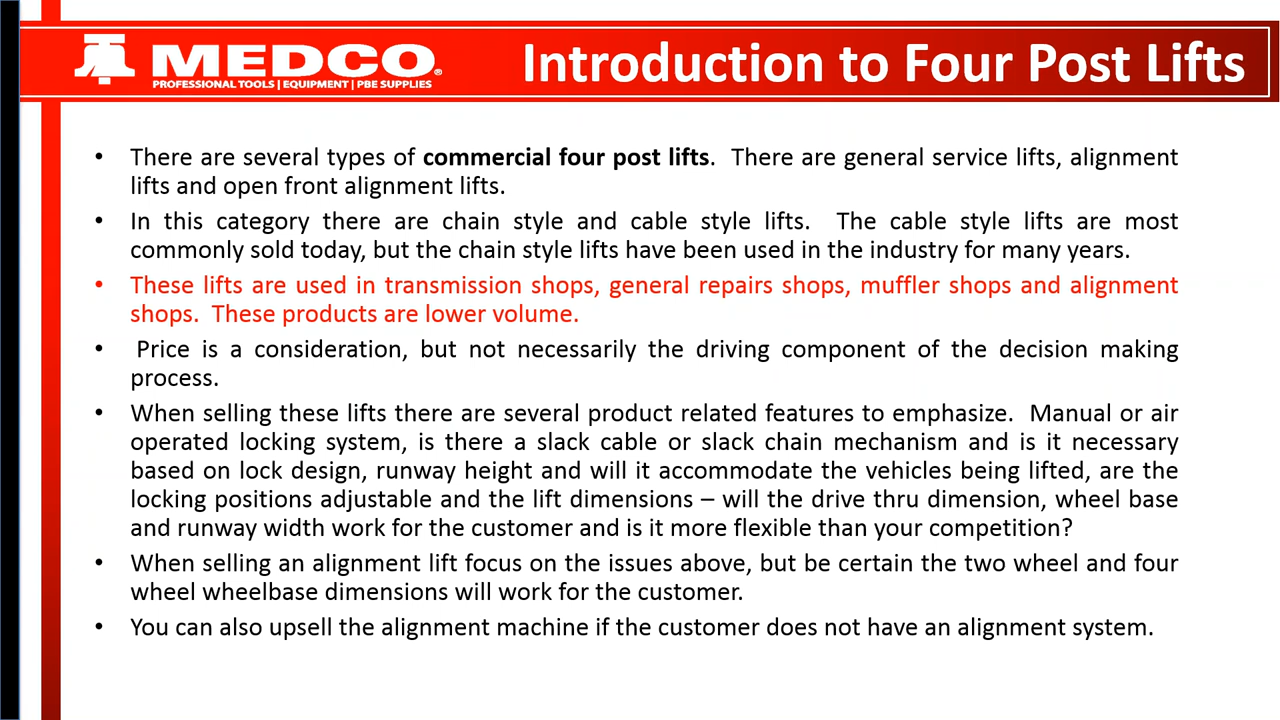 MEDCO®
PROFESSIONAL TOOLS | EQUIPMENT | PBE SUPPLIES
Introduction to Four Post Lifts
• There are several types of commercial four post lifts. There are general service lifts, alignment
lifts and open front alignment lifts.
• In this category there are chain style and cable style lifts. The cable style lifts are most
commonly sold today, but the chain style lifts have been used in the industry for many years.
• These lifts are used in transmission shops, general repairs shops, muffler shops and alignment
shops. These products are lower volume.
• Price is a consideration, but not necessarily the driving component of the decision making
process.
• When selling these lifts there are several product related features to emphasize. Manual or air
operated locking system, is there a slack cable or slack chain mechanism and is it necessary
based on lock design, runway height and will it accommodate the vehicles being lifted, are the
locking positions adjustable and the lift dimensions – will the drive thru dimension, wheel base
and runway width work for the customer and is it more flexible than your competition?
• When selling an alignment lift focus on the issues above, but be certain the two wheel and four
wheel wheelbase dimensions will work for the customer.
• You can also upsell the alignment machine if the customer does not have an alignment system.